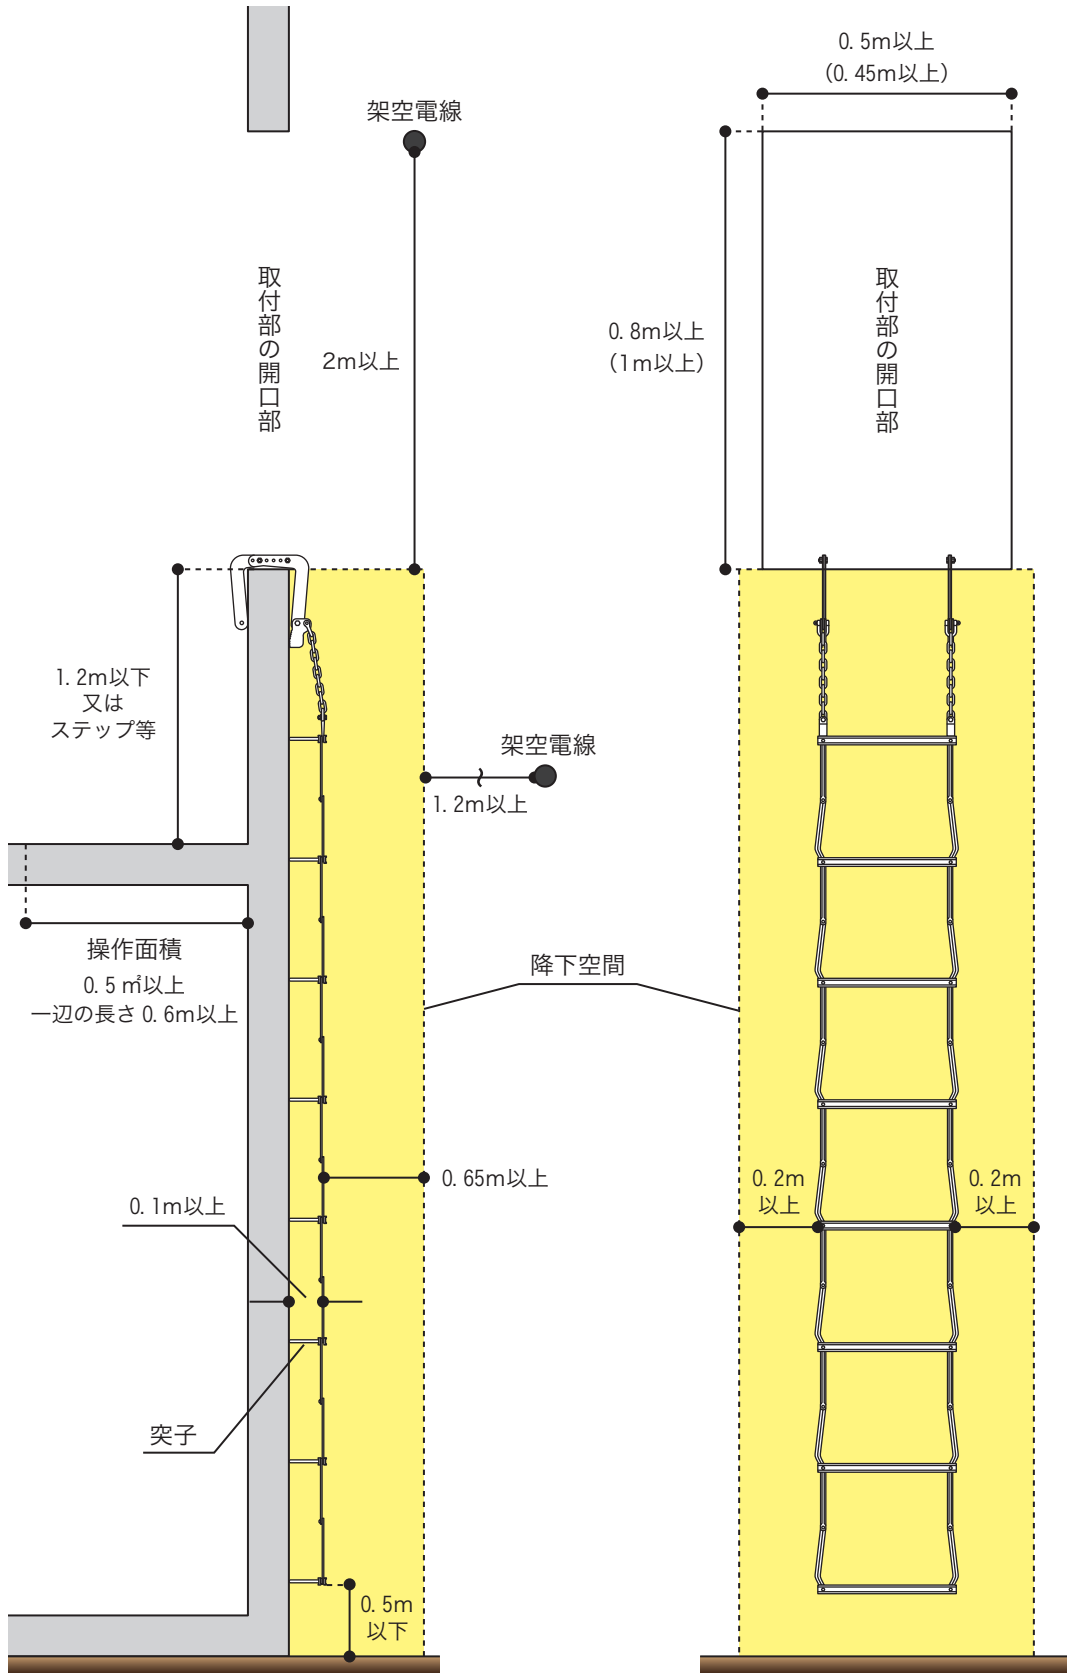 0.5m以上
(0.45m以上)
架空電線
取付部の開口部
2m以上
0.8m以上
(1m以上)
取付部の開口部
1.2m以下
又は
ステップ等
架空電線
1.2m以上
操作面積
0.5㎡以上
一辺の長さ0.6m以上
降下空間
0.65m以上
0.2m
以上
0.2m
以上
0.1m以上
突子
0.5m
以下